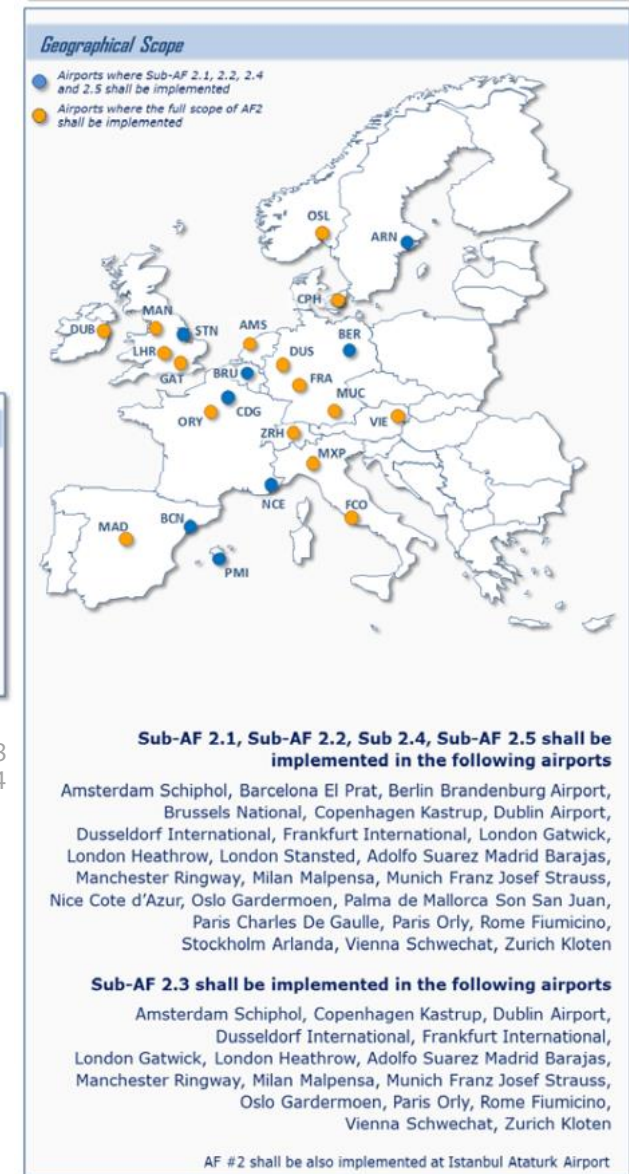 Geographical Scope
Airports where Sub-AF 2.1, 2.2, 2.4
and 2.5 shall be implemented
Airports where the full scope of AF2
shall be implemented
OSL
ARN
CPH
MAN
DUB
STN
AMS
BER
LHR
DUS
GAT
BRU
FRA
MUC
CDG
ORY
VIE
ZRH
MXP
NCE
FCO
MAD
BCN
PMI
3
4
Sub-AF 2.1, Sub-AF 2.2, Sub 2.4, Sub-AF 2.5 shall be
implemented in the following airports
Amsterdam Schiphol, Barcelona El Prat, Berlin Brandenburg Airport,
Brussels National, Copenhagen Kastrup, Dublin Airport,
Dusseldorf International, Frankfurt International, London Gatwick,
London Heathrow, London Stansted, Adolfo Suarez Madrid Barajas,
Manchester Ringway, Milan Malpensa, Munich Franz Josef Strauss,
Nice Cote d'Azur, Oslo Gardermoen, Palma de Mallorca Son San Juan,
Paris Charles De Gaulle, Paris Orly, Rome Fiumicino,
Stockholm Arlanda, Vienna Schwechat, Zurich Kloten
Sub-AF 2.3 shall be implemented in the following airports
Amsterdam Schiphol, Copenhagen Kastrup, Dublin Airport,
Dusseldorf International, Frankfurt International,
London Gatwick, London Heathrow, Adolfo Suarez Madrid Barajas,
Manchester Ringway, Milan Malpensa, Munich Franz Josef Strauss,
Oslo Gardermoen, Paris Orly, Rome Fiumicino,
Vienna Schwechat, Zurich Kloten
AF #2 shall be also implemented at Istanbul Ataturk Airport